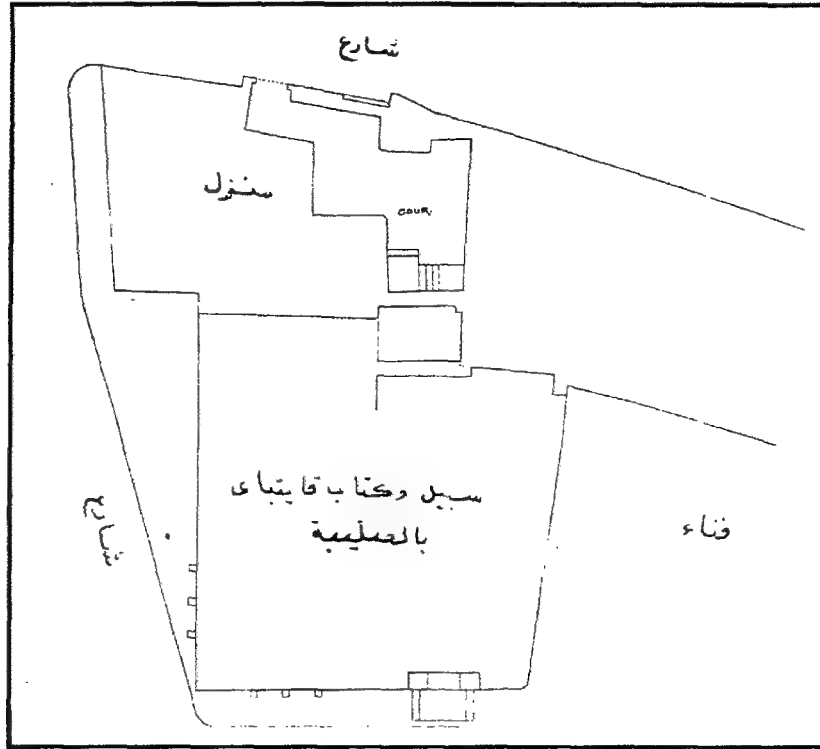 شارع
منزل
COUR.
سبيل وكتاب قايتباى
بالصليبة
شارع
فناء